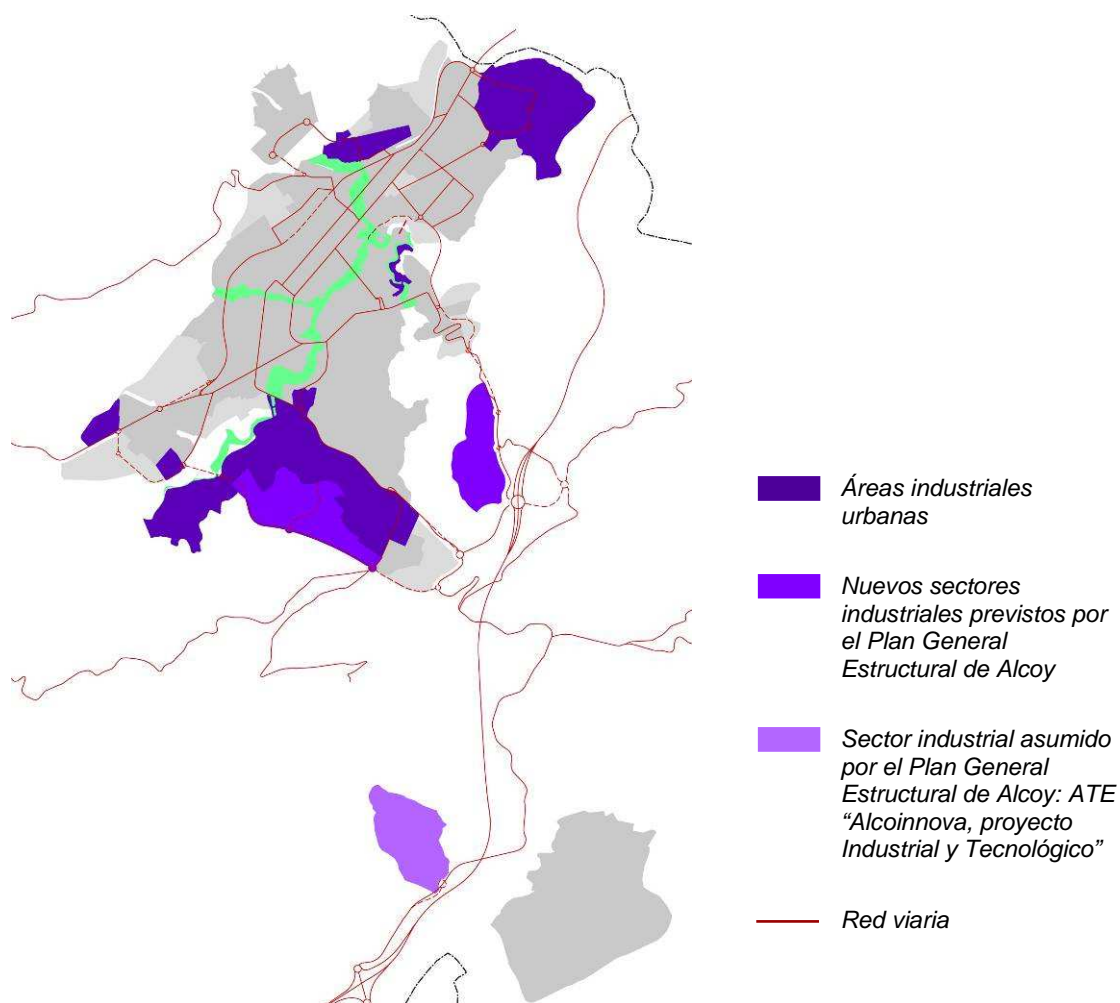 Áreas industriales
urbanas
Nuevos sectores
industriales previstos por
el Plan General
Estructural de Alcoy
Sector industrial asumido
por el Plan General
Estructural de Alcoy: ATE
“Alcoinnova, proyecto
Industrial y Tecnológico”
Red viaria